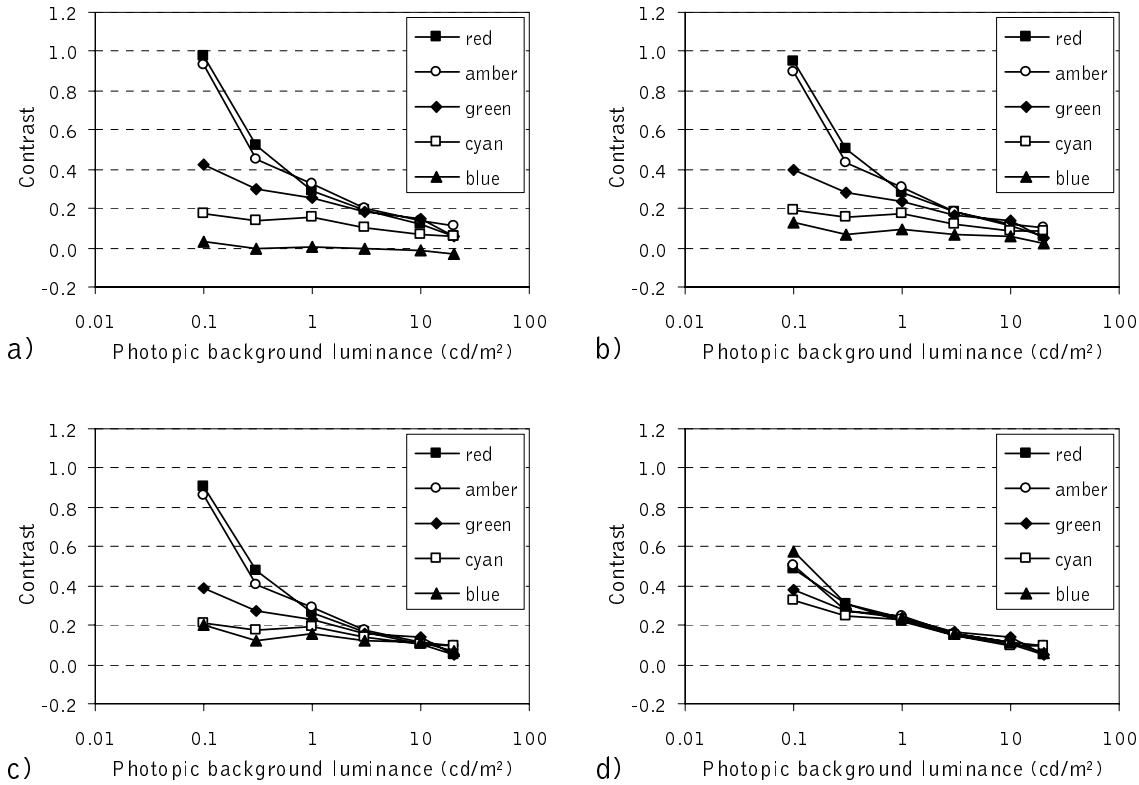 1.2
1.0
0.8
0.6
0.4
0.2
0.0
-0.2
Contrast
red
amber
green
cyan
blue
0.01 0.1 1 10 100
a) Photopic background luminance (cd/m²)
1.2
1.0
0.8
0.6
0.4
0.2
0.0
-0.2
Contrast
red
amber
green
cyan
blue
0.01 0.1 1 10 100
b) Photopic background luminance (cd/m²)
1.2
1.0
0.8
0.6
0.4
0.2
0.0
-0.2
Contrast
red
amber
green
cyan
blue
0.01 0.1 1 10 100
c) Photopic background luminance (cd/m²)
1.2
1.0
0.8
0.6
0.4
0.2
0.0
-0.2
Contrast
red
amber
green
cyan
blue
0.01 0.1 1 10 100
d) Photopic background luminance (cd/m²)